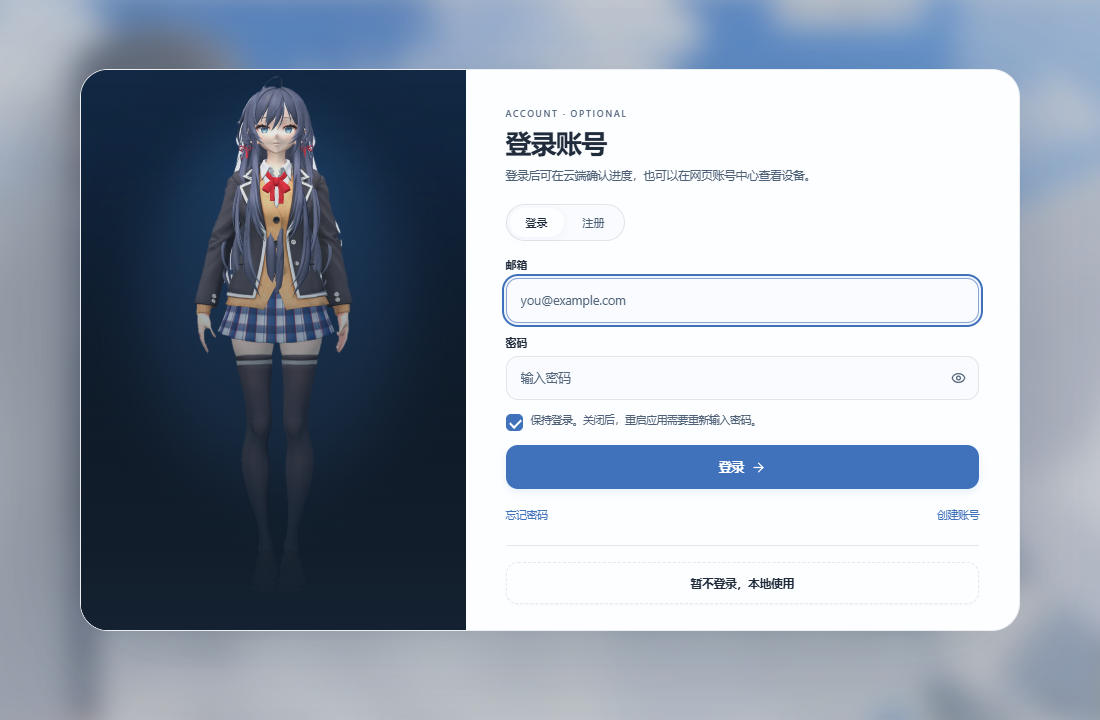 ACCOUNT · OPTIONAL
登录账号
登录后可在云端确认进度，也可以在网页账号中心查看设备。
登录 注册
邮箱
you@example.com
密码
输入密码
保持登录。关闭后，重启应用需要重新输入密码。
登录 →
忘记密码 创建账号
暂不登录，本地使用